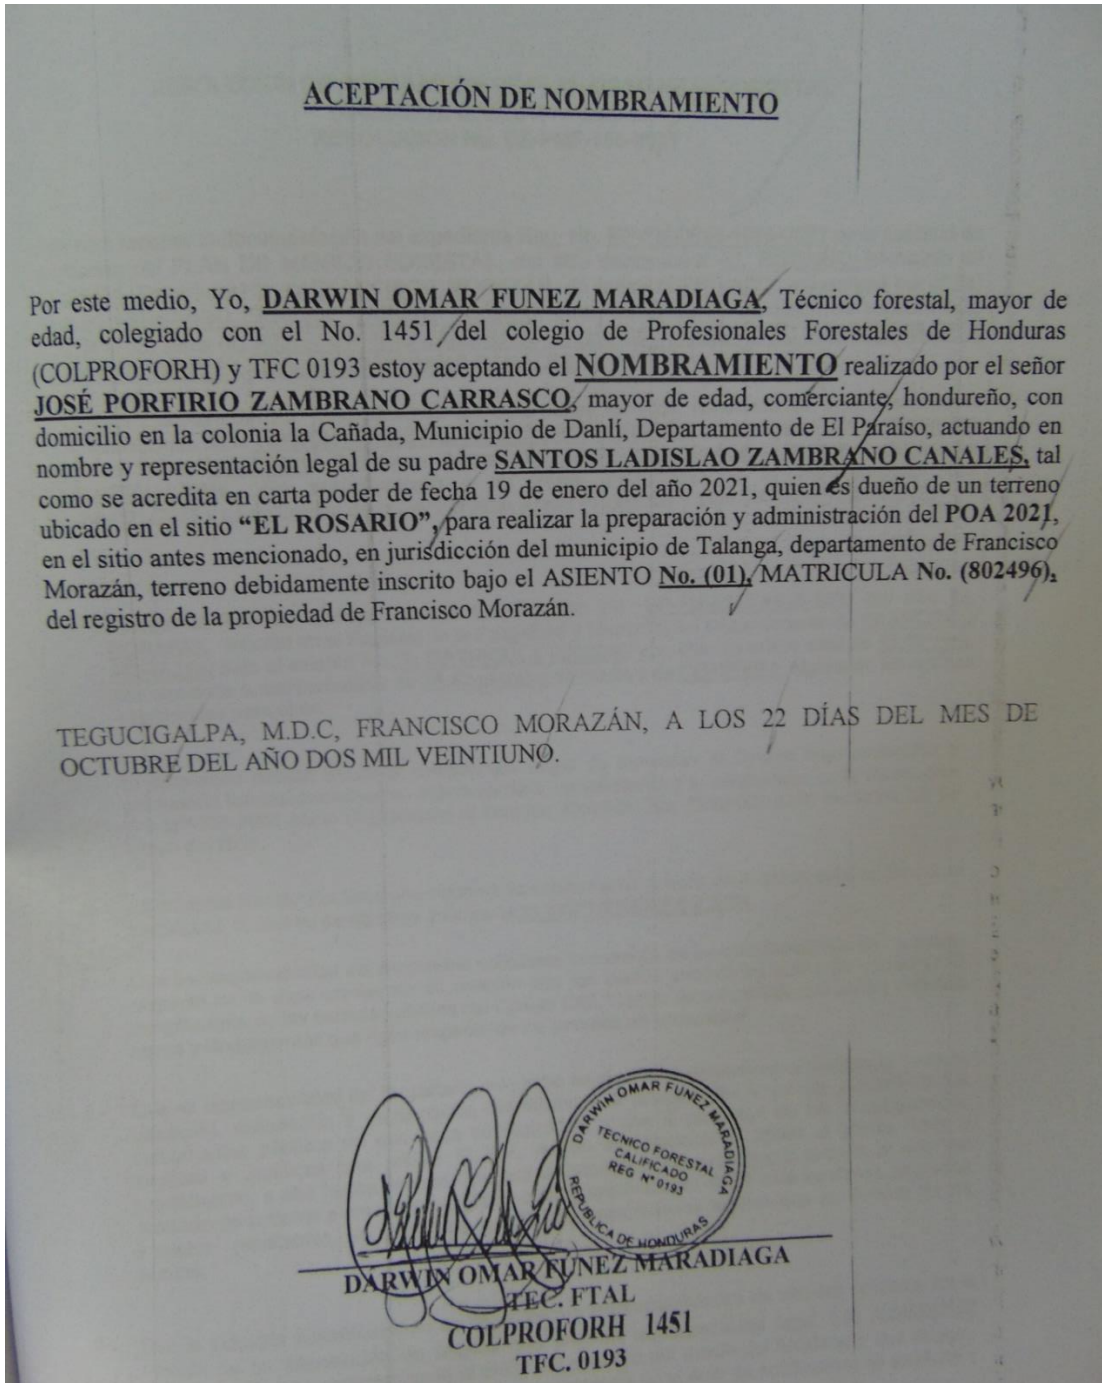 ACEPTACIÓN DE NOMBRAMIENTO
Por este medio, Yo, DARWIN OMAR FUNEZ MARADIAGA, Técnico forestal, mayor de
edad, colegiado con el No. 1451 del colegio de Profesionales Forestales de Honduras
(COLPROFORH) y TFC 0193 estoy aceptando el NOMBRAMIENTO realizado por el señor
JOSÉ PORFIRIO ZAMBRANO CARRASCO, mayor de edad, comerciante, hondureño, con
domicilio en la colonia la Cañada, Municipio de Danlí, Departamento de El Paraíso, actuando en
nombre y representación legal de su padre SANTOS LADISLAO ZAMBRANO CANALES, tal
como se acredita en carta poder de fecha 19 de enero del año 2021, quien es dueño de un terreno
ubicado en el sitio “EL ROSARIO”, para realizar la preparación y administración del POA 2021,
en el sitio antes mencionado, en jurisdicción del municipio de Talanga, departamento de Francisco
Morazán, terreno debidamente inscrito bajo el ASIENTO No. (01), MATRICULA No. (802496),
del registro de la propiedad de Francisco Morazán.
TEGUCIGALPA, M.D.C, FRANCISCO MORAZÁN, A LOS 22 DÍAS DEL MES DE
OCTUBRE DEL AÑO DOS MIL VEINTIUNO.
DARWIN OMAR FUNEZ MARADIAGA
TECNICO FORESTAL
CALIFICADO
REG N° 0193
REPUBLICA DE HONDURAS
DARWIN OMAR FUNEZ MARADIAGA
TEC. FTAL
COLPROFORH 1451
TFC. 0193